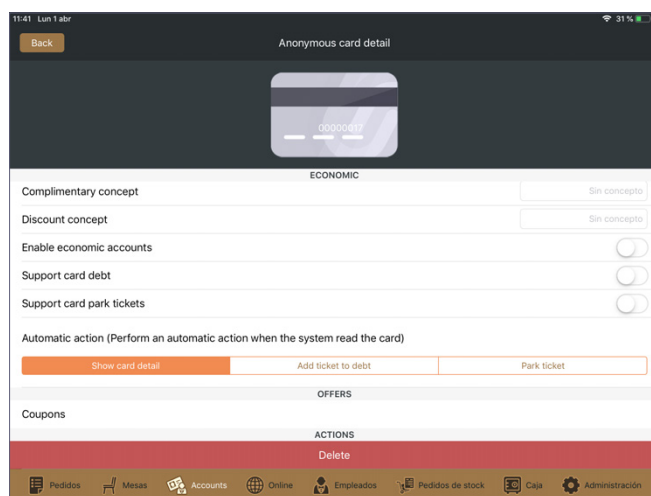 11:41 Lun 1 abr 31 %
Back Anonymous card detail
00000017
ECONOMIC
Complimentary concept Sin concepto
Discount concept Sin concepto
Enable economic accounts
Support card debt
Support card park tickets
Automatic action (Perform an automatic action when the system read the card)
Show card detail Add ticket to debt Park ticket
OFFERS
Coupons
ACTIONS
Delete
Pedidos Mesas Accounts Online Empleados Pedidos de stock Caja Administración